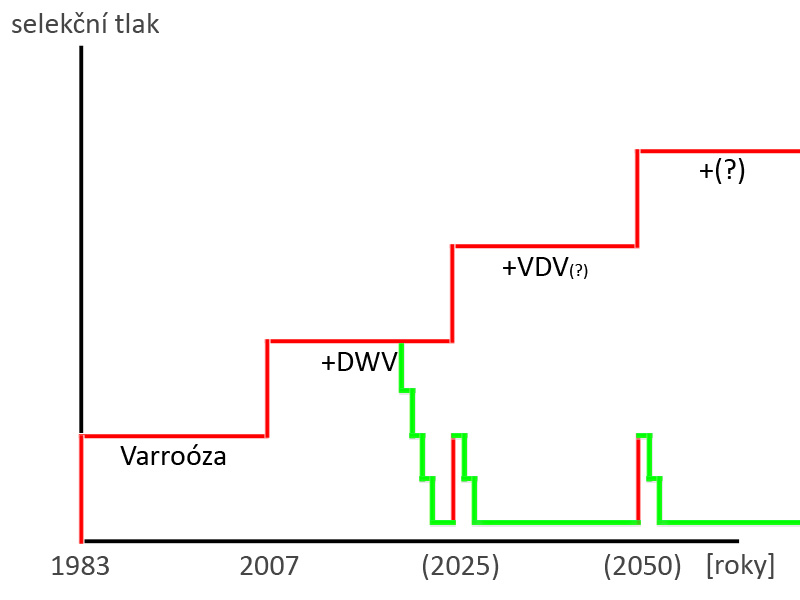 selekční tlak
+(?)
+VDV(?)
+DWV
Varroóza
1983 2007 (2025) (2050) [roky]